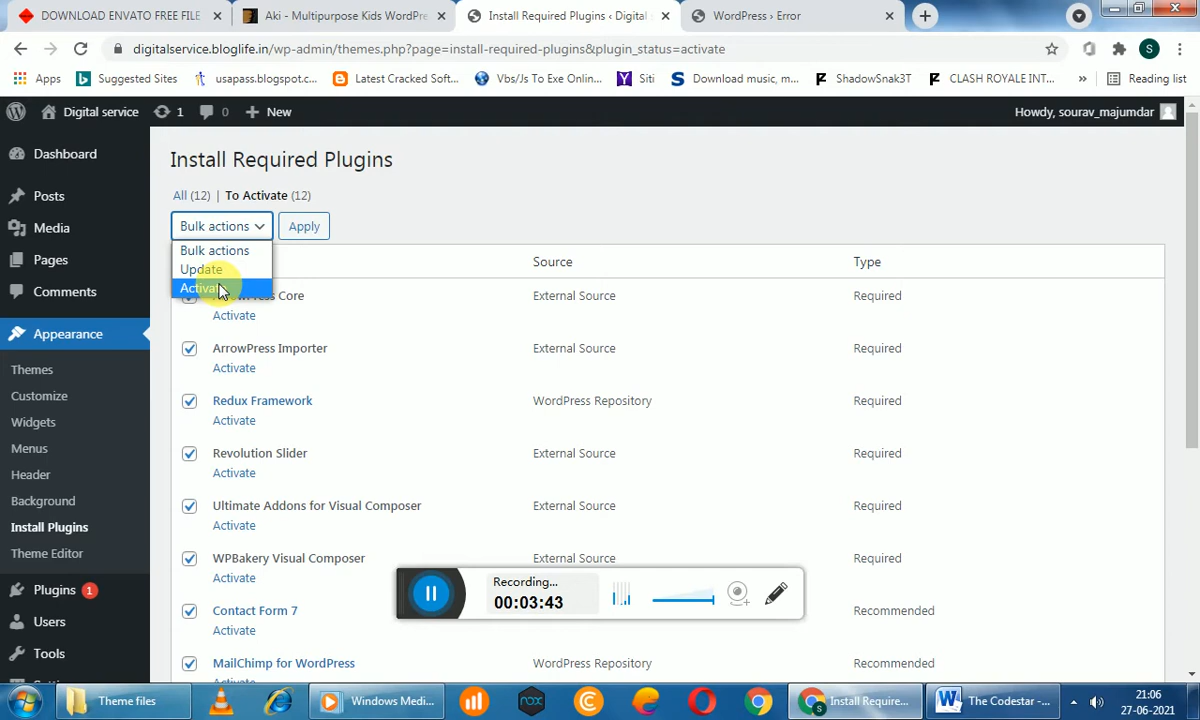 DOWNLOAD ENVATO FREE FILE
Aki - Multipurpose Kids WordPre
Install Required Plugins ‹ Digital
WordPress › Error
digitalservice.bloglife.in/wp-admin/themes.php?page=install-required-plugins&plugin_status=activate
S
Apps
Suggested Sites
usapass.blogspot.c...
Latest Cracked Soft...
Vbs/Js To Exe Onlin...
Siti
Download music, m...
ShadowSnak3T
CLASH ROYALE INT...
»
Reading list
Digital service
1
0
New
Howdy, sourav_majumdar
Dashboard
Posts
Media
Pages
Comments
Appearance
Themes
Customize
Widgets
Menus
Header
Background
Install Plugins
Theme Editor
Plugins 1
Users
Tools
Install Required Plugins
All (12) | To Activate (12)
Bulk actions
Apply
Bulk actions
Update
Activate
Source
Type
Core
External Source
Required
Activate
ArrowPress Importer
External Source
Required
Activate
Redux Framework
WordPress Repository
Required
Activate
Revolution Slider
External Source
Required
Activate
Ultimate Addons for Visual Composer
External Source
Required
Activate
WPBakery Visual Composer
External Source
Required
Activate
Contact Form 7
Recommended
Activate
MailChimp for WordPress
WordPress Repository
Recommended
Recording...
00:03:43
Theme files
Windows Medi...
nox
Install Require...
The Codestar -...
21:06
27-06-2021